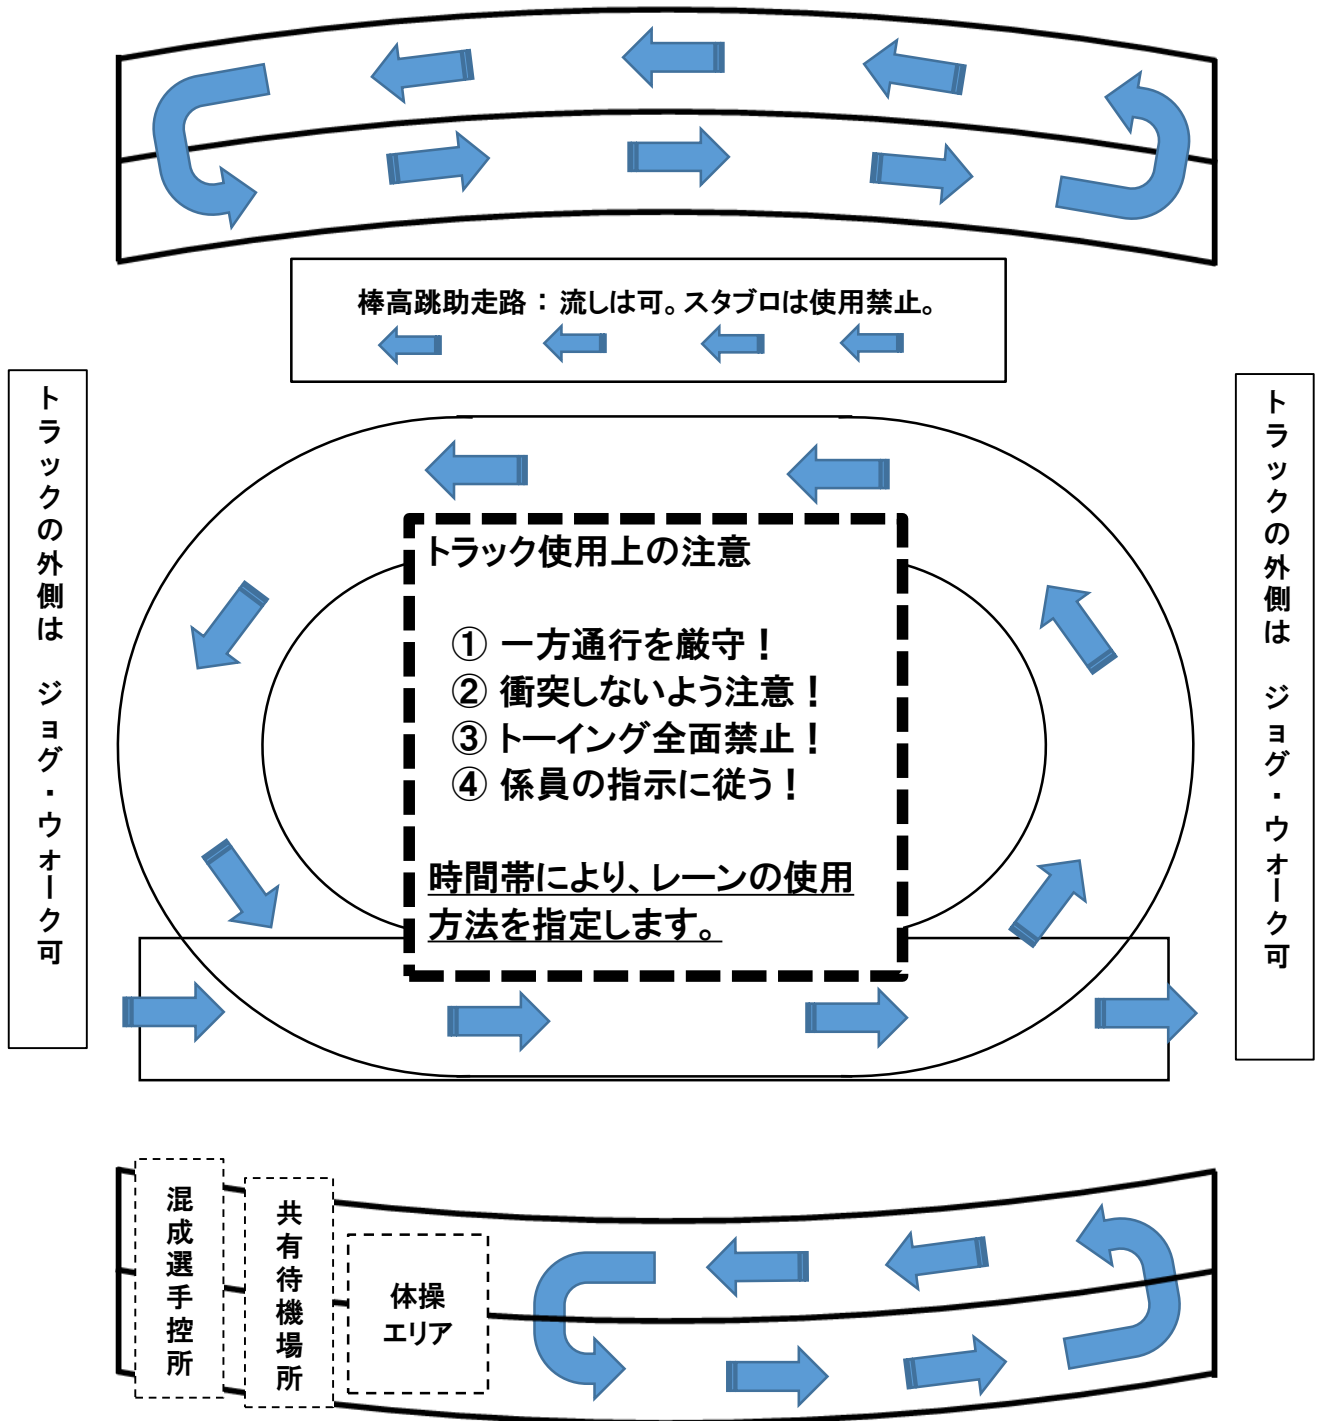 棒高跳助走路：流しは可。スタブロは使用禁止。
トラックの外側は　ジョグ・ウオーク可
トラック使用上の注意
① 一方通行を厳守！
② 衝突しないよう注意！
③ トーイング全面禁止！
④ 係員の指示に従う！
時間帯により、レーンの使用
方法を指定します。
トラックの外側は　ジョグ・ウオーク可
混成選手控所
共有待機場所
体操
エリア